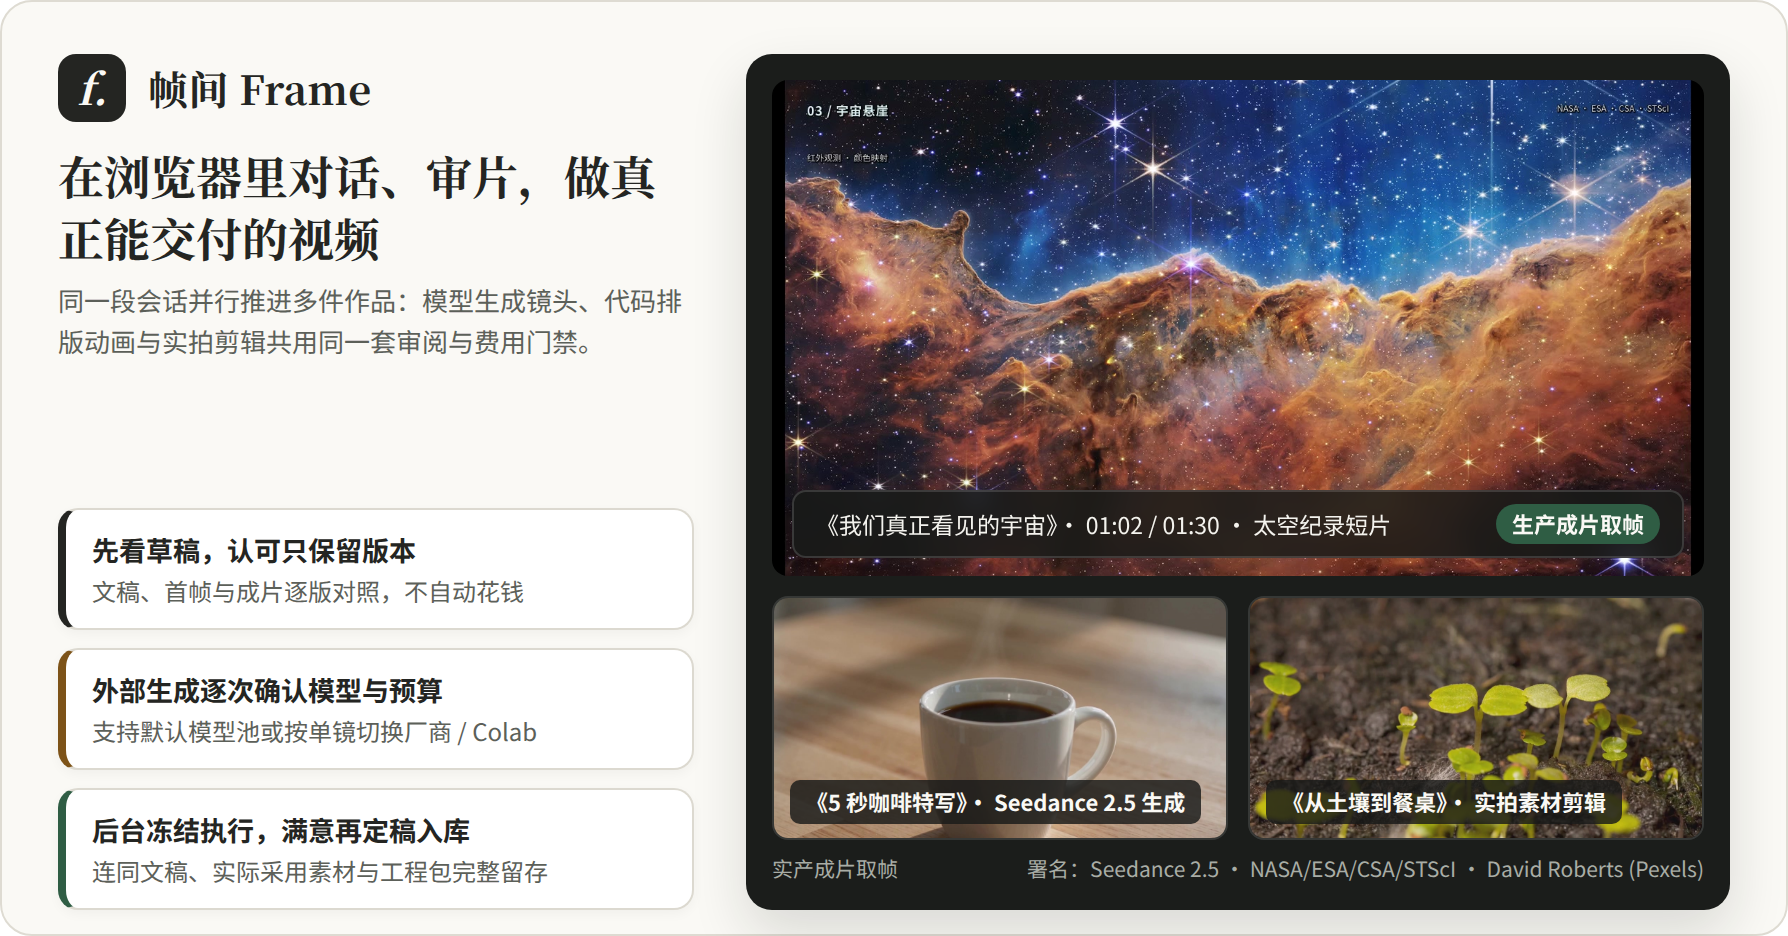 f.
帧间 Frame
在浏览器里对话、审片，做真
正能交付的视频
同一段会话并行推进多件作品：模型生成镜头、代码排
版动画与实拍剪辑共用同一套审阅与费用门禁。
先看草稿，认可只保留版本
文稿、首帧与成片逐版对照，不自动花钱
外部生成逐次确认模型与预算
支持默认模型池或按单镜切换厂商 / Colab
后台冻结执行，满意再定稿入库
连同文稿、实际采用素材与工程包完整留存
03 / 宇宙悬崖
NASA · ESA · CSA · STScI
红外观测 · 颜色映射
《我们真正看见的宇宙》· 01:02 / 01:30 · 太空纪录短片
生产成片取帧
《5 秒咖啡特写》· Seedance 2.5 生成
《从土壤到餐桌》· 实拍素材剪辑
实产成片取帧
署名：Seedance 2.5 · NASA/ESA/CSA/STScI · David Roberts (Pexels)